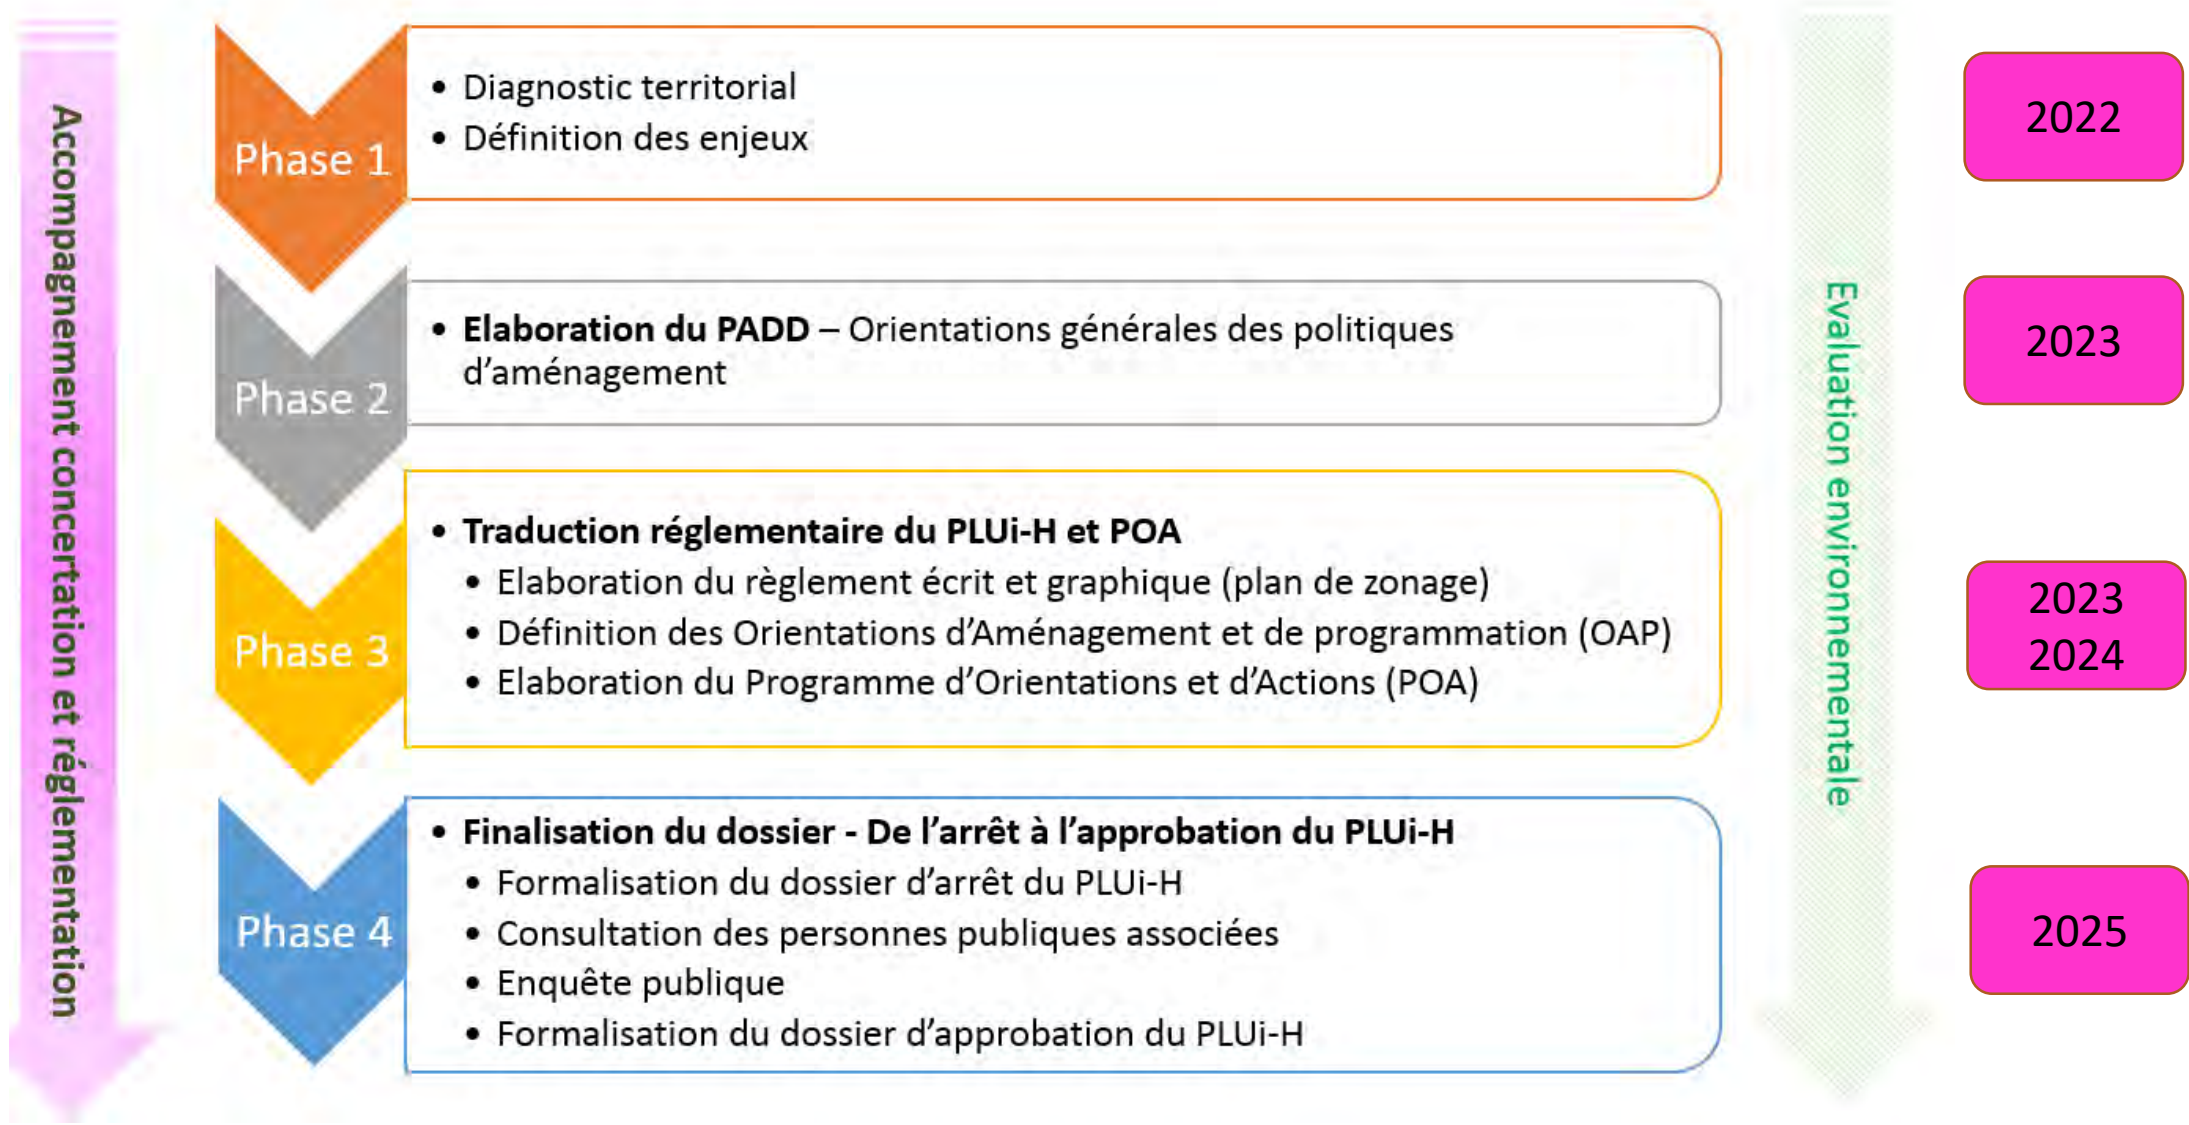 Accompagnement concertation et réglementation
Phase 1
• Diagnostic territorial
• Définition des enjeux
2022
Phase 2
• Elaboration du PADD – Orientations générales des politiques
d’aménagement
2023
Phase 3
• Traduction réglementaire du PLUi-H et POA
• Elaboration du règlement écrit et graphique (plan de zonage)
• Définition des Orientations d’Aménagement et de programmation (OAP)
• Elaboration du Programme d’Orientations et d’Actions (POA)
2023
2024
Phase 4
• Finalisation du dossier - De l’arrêt à l’approbation du PLUi-H
• Formalisation du dossier d’arrêt du PLUi-H
• Consultation des personnes publiques associées
• Enquête publique
• Formalisation du dossier d’approbation du PLUi-H
2025
Evaluation environnementale